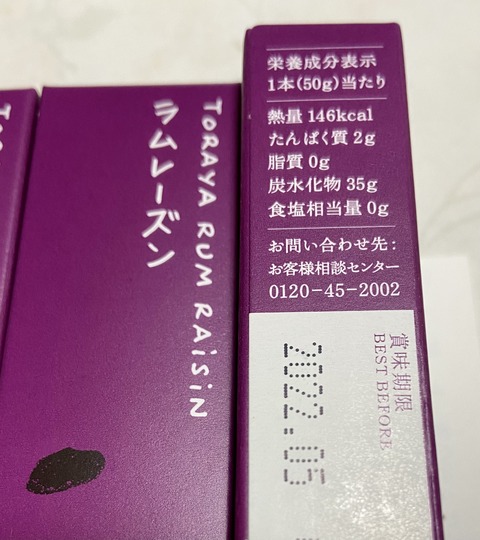 TORAYA RUM RAiSiN
ラムレーズン
栄養成分表示
1本(50g)当たり
熱量 146kcal
たんぱく質 2g
脂質 0g
炭水化物 35g
食塩相当量 0g
お問い合わせ先:
お客様相談センター
0120-45-2002
賞味期限
BEST BEFORE
2022.05